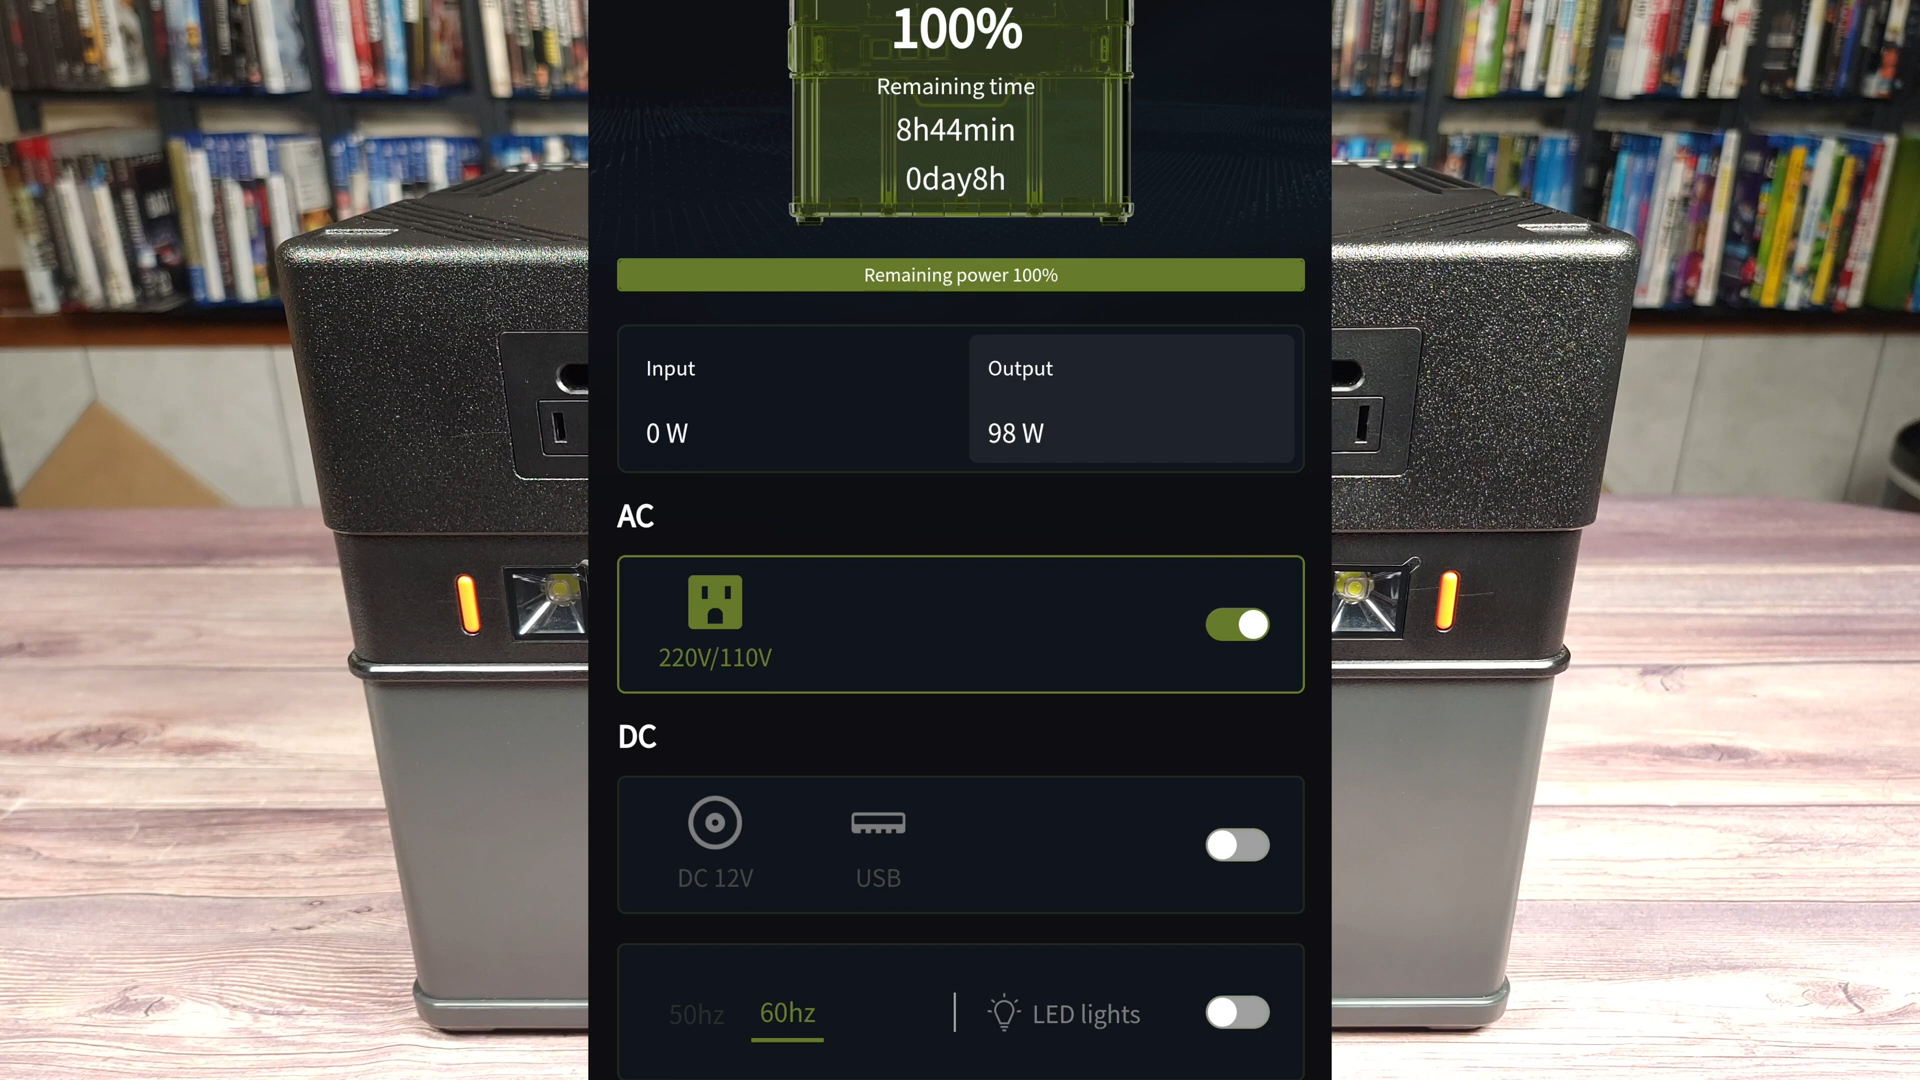 100%
Remaining time
8h44min
0day8h
Remaining power 100%
Input
Output
0 W
98 W
AC
220V/110V
DC
DC 12V
USB
50hz
60hz
LED lights